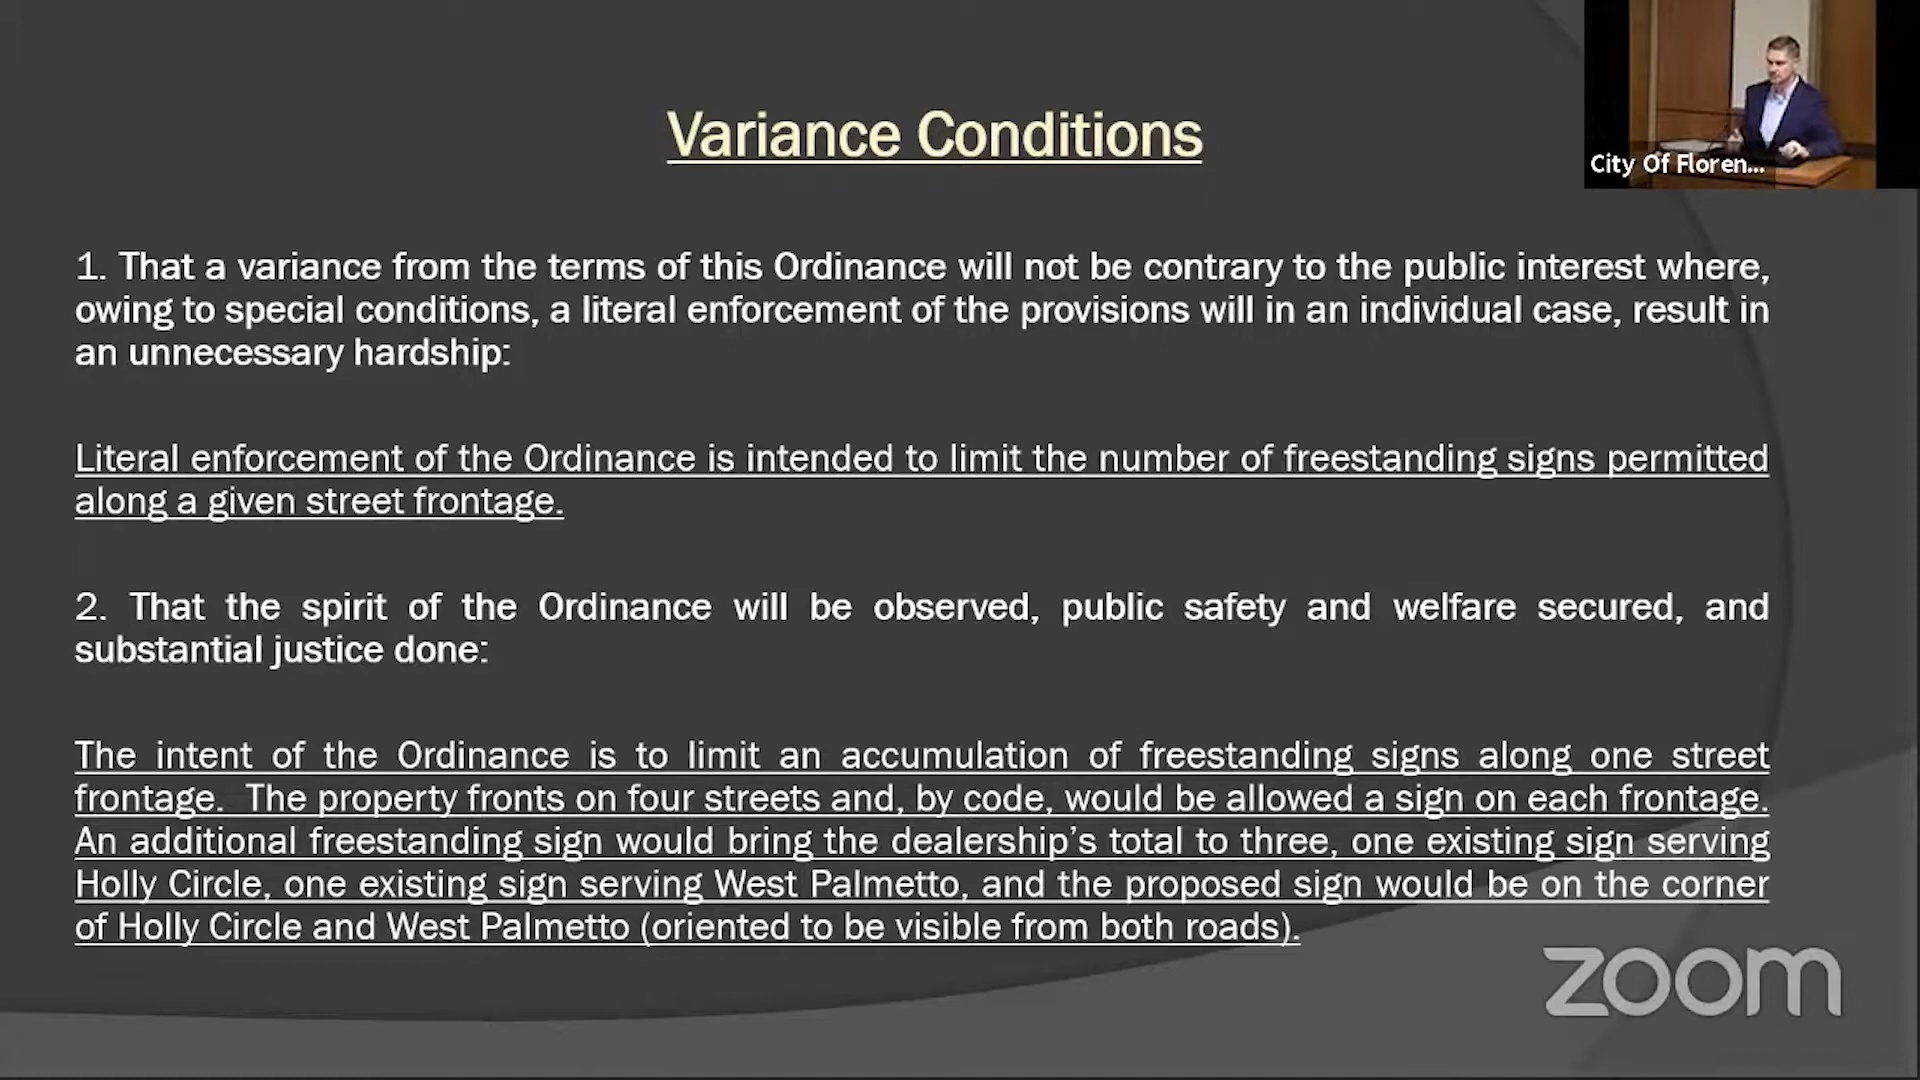 Variance Conditions
City Of Floren...
1. That a variance from the terms of this Ordinance will not be contrary to the public interest where,
owing to special conditions, a literal enforcement of the provisions will in an individual case, result in
an unnecessary hardship:
Literal enforcement of the Ordinance is intended to limit the number of freestanding signs permitted
along a given street frontage.
2. That the spirit of the Ordinance will be observed, public safety and welfare secured, and
substantial justice done:
The intent of the Ordinance is to limit an accumulation of freestanding signs along one street
frontage. The property fronts on four streets and, by code, would be allowed a sign on each frontage.
An additional freestanding sign would bring the dealership’s total to three, one existing sign serving
Holly Circle, one existing sign serving West Palmetto, and the proposed sign would be on the corner
of Holly Circle and West Palmetto (oriented to be visible from both roads).
zoom